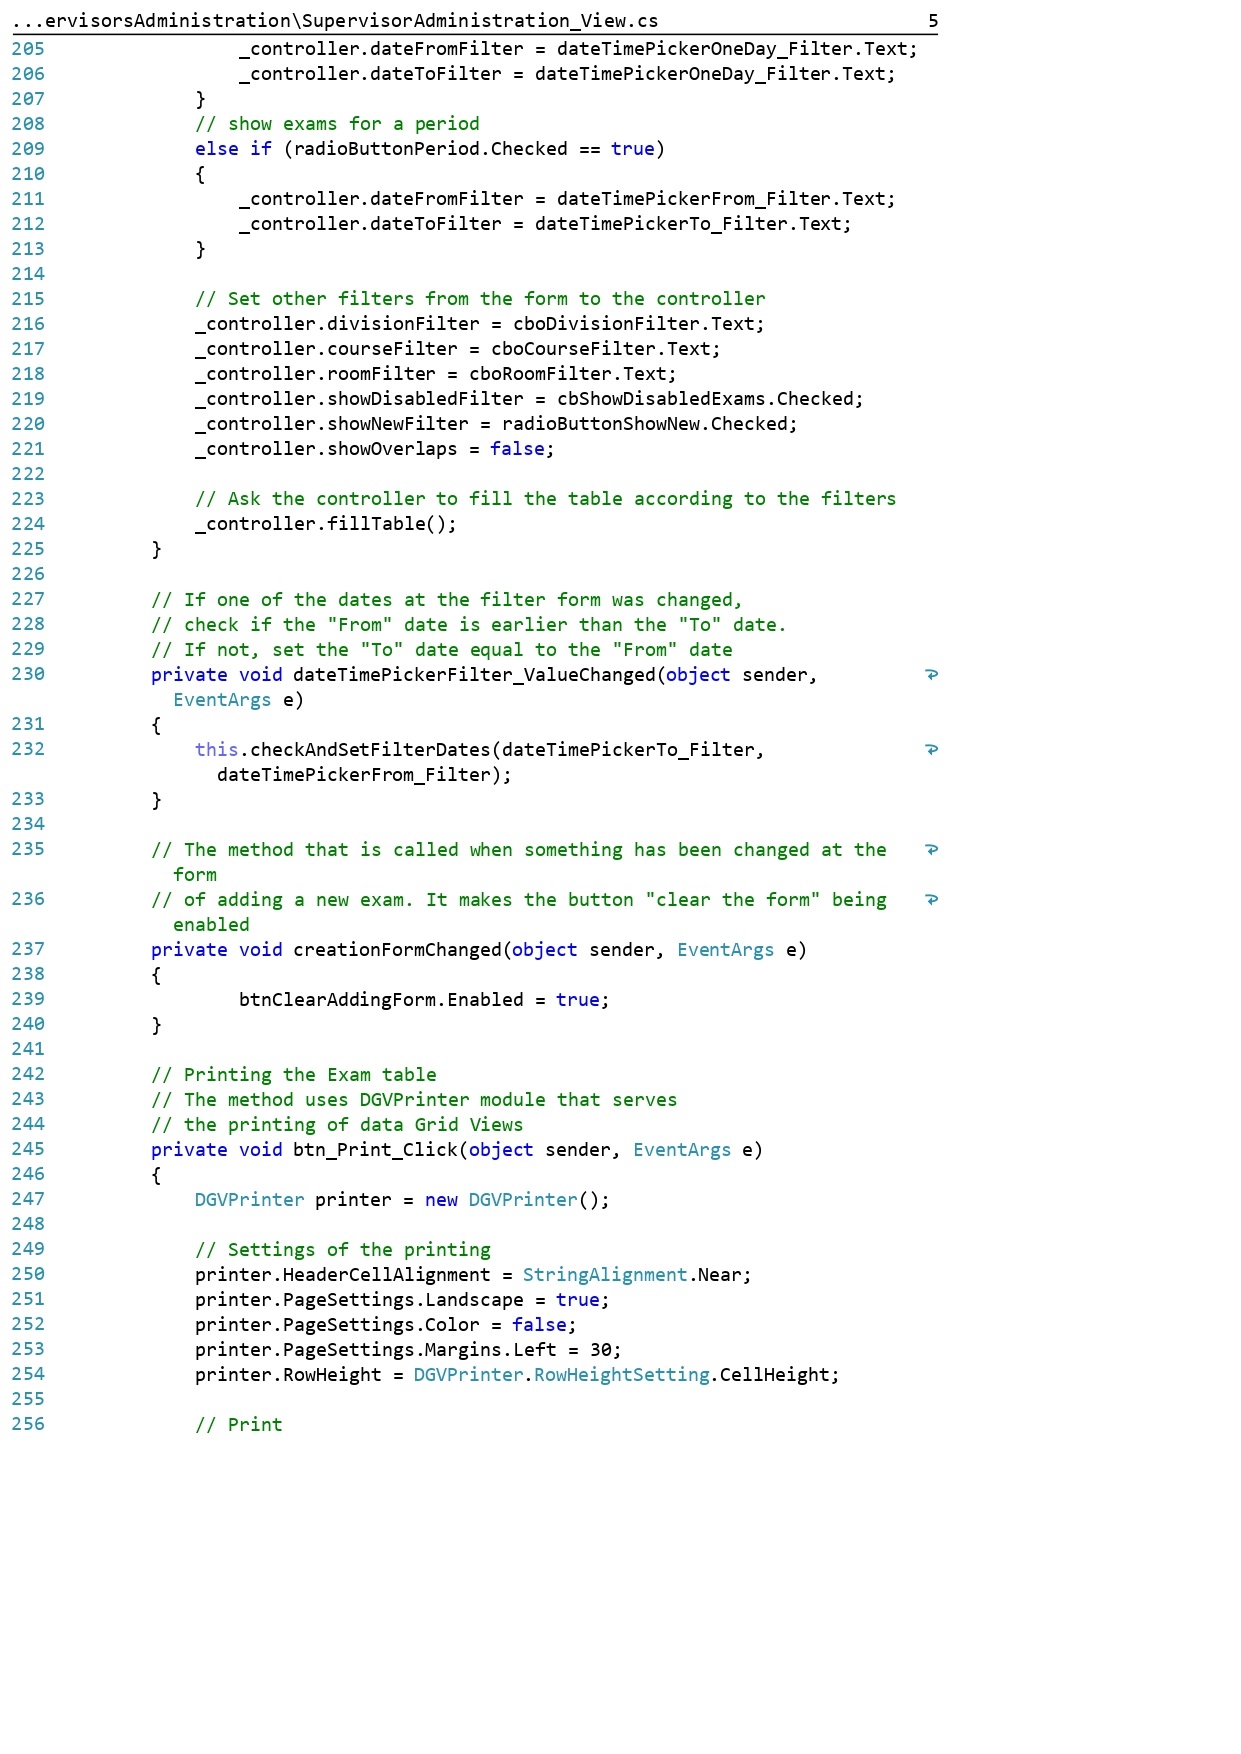 ...ervisorsAdministration\SupervisorAdministration_View.cs 5
205 _controller.dateFromFilter = dateTimePickerOneDay_Filter.Text;
206 _controller.dateToFilter = dateTimePickerOneDay_Filter.Text;
207 }
208 // show exams for a period
209 else if (radioButtonPeriod.Checked == true)
210 {
211 _controller.dateFromFilter = dateTimePickerFrom_Filter.Text;
212 _controller.dateToFilter = dateTimePickerTo_Filter.Text;
213 }
214
215 // Set other filters from the form to the controller
216 _controller.divisionFilter = cboDivisionFilter.Text;
217 _controller.courseFilter = cboCourseFilter.Text;
218 _controller.roomFilter = cboRoomFilter.Text;
219 _controller.showDisabledFilter = cbShowDisabledExams.Checked;
220 _controller.showNewFilter = radioButtonShowNew.Checked;
221 _controller.showOverlaps = false;
222
223 // Ask the controller to fill the table according to the filters
224 _controller.fillTable();
225 }
226
227 // If one of the dates at the filter form was changed,
228 // check if the "From" date is earlier than the "To" date.
229 // If not, set the "To" date equal to the "From" date
230 private void dateTimePickerFilter_ValueChanged(object sender,
EventArgs e)
231 {
232 this.checkAndSetFilterDates(dateTimePickerTo_Filter,
dateTimePickerFrom_Filter);
233 }
234
235 // The method that is called when something has been changed at the
form
236 // of adding a new exam. It makes the button "clear the form" being
enabled
237 private void creationFormChanged(object sender, EventArgs e)
238 {
239 btnClearAddingForm.Enabled = true;
240 }
241
242 // Printing the Exam table
243 // The method uses DGVPrinter module that serves
244 // the printing of data Grid Views
245 private void btn_Print_Click(object sender, EventArgs e)
246 {
247 DGVPrinter printer = new DGVPrinter();
248
249 // Settings of the printing
250 printer.HeaderCellAlignment = StringAlignment.Near;
251 printer.PageSettings.Landscape = true;
252 printer.PageSettings.Color = false;
253 printer.PageSettings.Margins.Left = 30;
254 printer.RowHeight = DGVPrinter.RowHeightSetting.CellHeight;
255
256 // Print